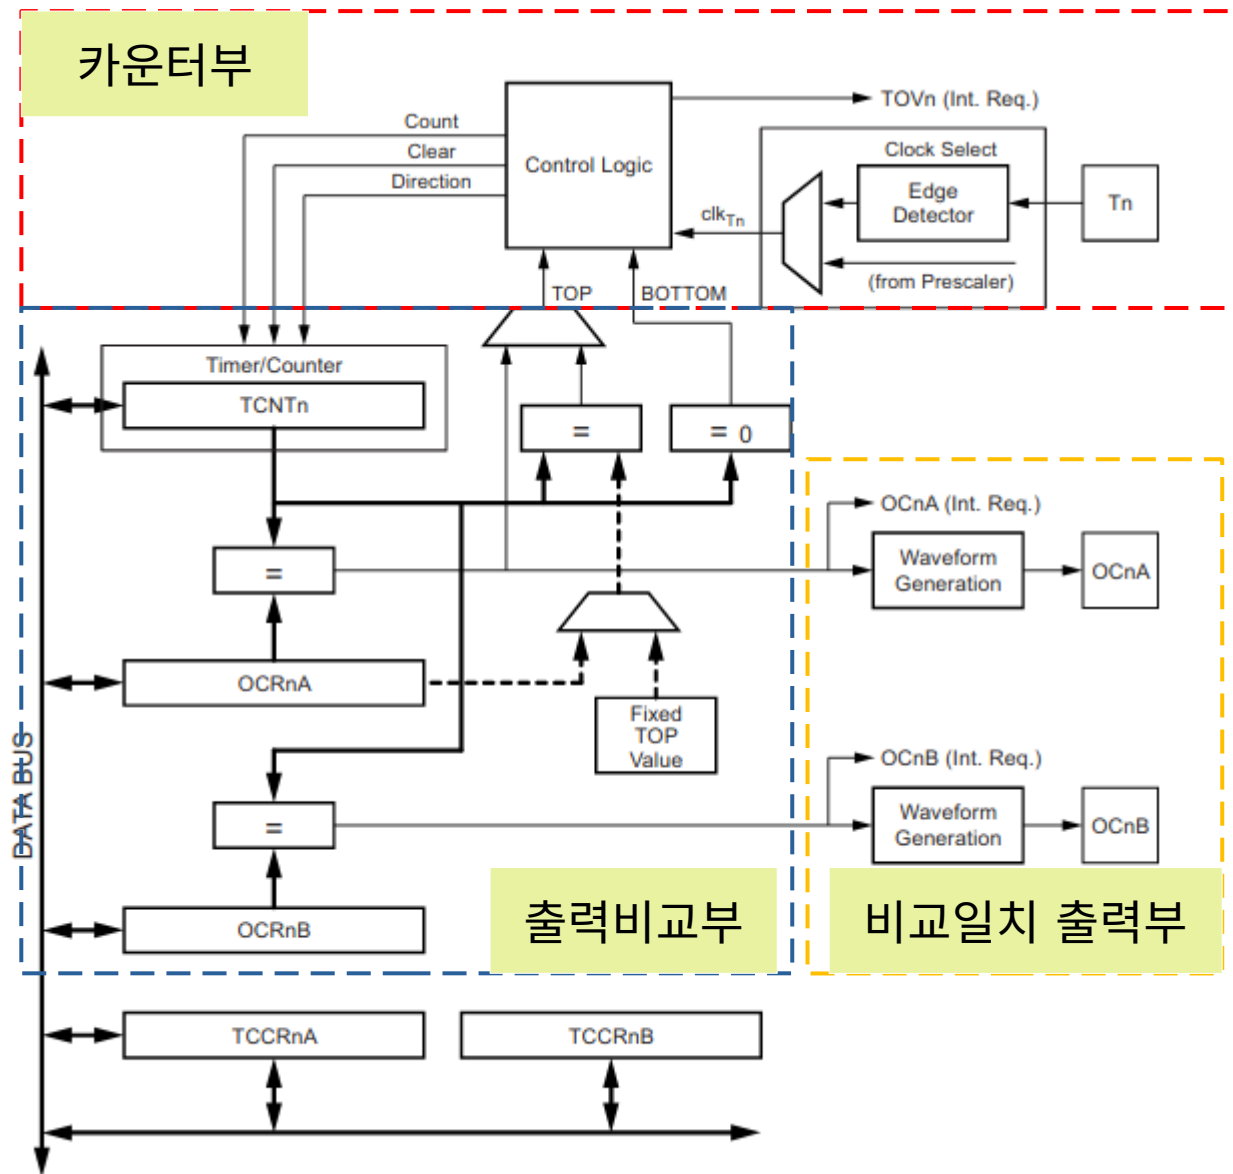 카운터부
TOVn (Int. Req.)
Count
Clear
Direction
Control Logic
Clock Select
Edge
Detector
Tn
clkTn
(from Prescaler)
TOP
BOTTOM
Timer/Counter
TCNTn
=
= 0
OCnA (Int. Req.)
=
Waveform
Generation
OCnA
OCRnA
Fixed
TOP
Value
DATA BUS
OCnB (Int. Req.)
=
Waveform
Generation
OCnB
OCRnB
출력비교부
비교일치 출력부
TCCRnA
TCCRnB